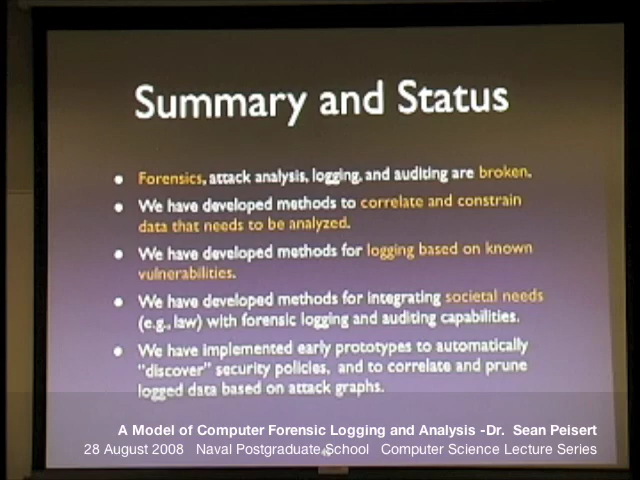 Summary and Status
• Forensics, attack analysis, logging, and auditing are broken.
• We have developed methods to correlate and constrain
data that needs to be analyzed.
• We have developed methods for logging based on known
vulnerabilities.
• We have developed methods for integrating societal needs
(e.g., law) with forensic logging and auditing capabilities.
• We have implemented early prototypes to automatically
"discover" security policies, and to correlate and prune
logged data based on attack graphs.
A Model of Computer Forensic Logging and Analysis -Dr. Sean Peisert
28 August 2008 Naval Postgraduate School Computer Science Lecture Series